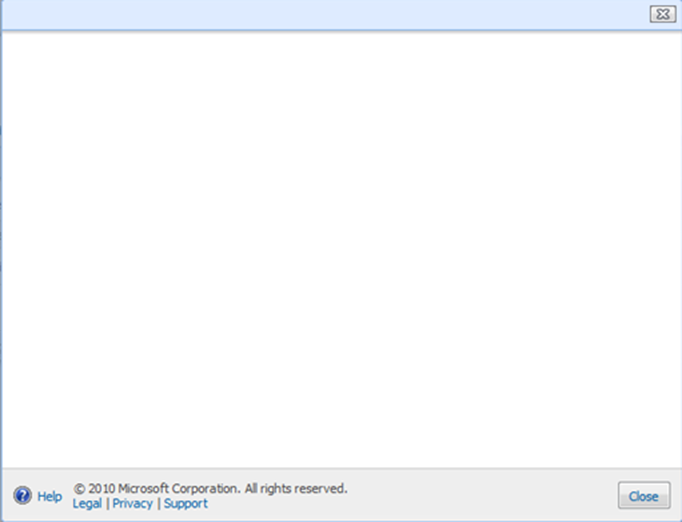 Help
© 2010 Microsoft Corporation. All rights reserved.
Legal | Privacy | Support
Close